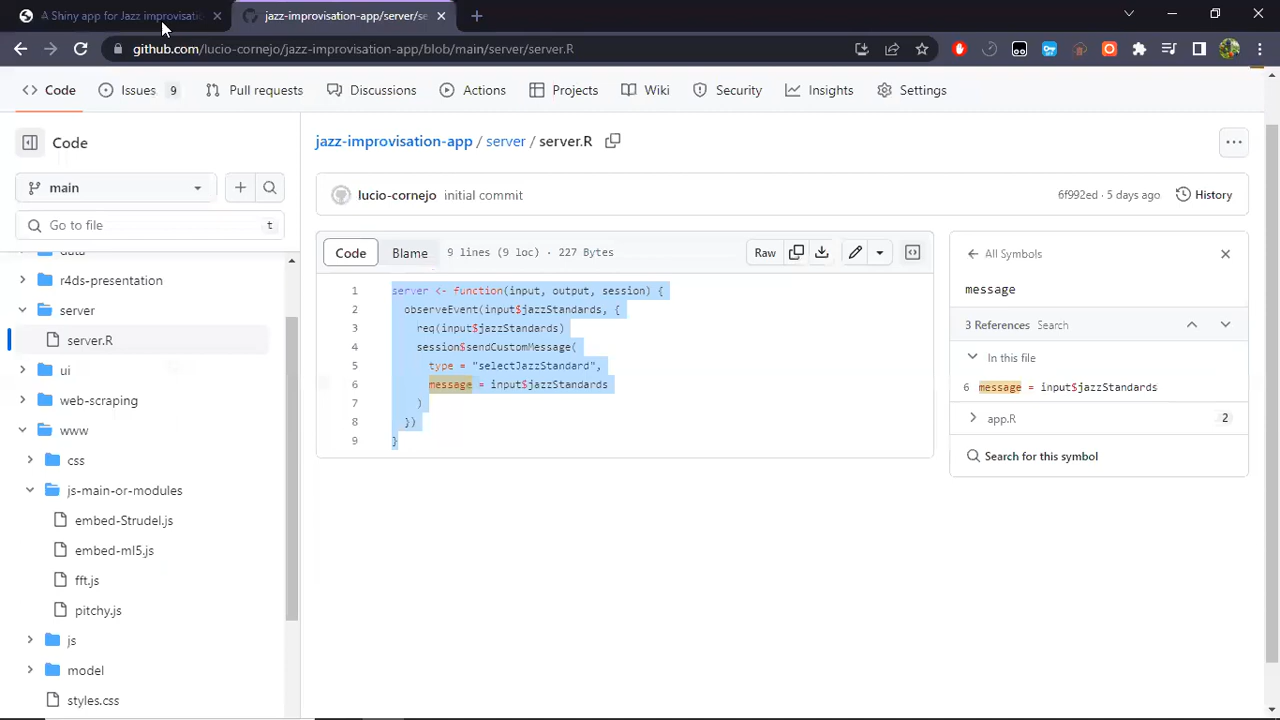 A Shiny app for Jazz improvisati
jazz-improvisation-app/server/se
github.com/lucio-cornejo/jazz-improvisation-app/blob/main/server/server.R
Code
Issues 9
Pull requests
Discussions
Actions
Projects
Wiki
Security
Insights
Settings
Code
main
Go to file
t
data
r4ds-presentation
server
server.R
ui
web-scraping
www
css
js-main-or-modules
embed-Strudel.js
embed-ml5.js
fft.js
pitchy.js
js
model
styles.css
jazz-improvisation-app / server / server.R
lucio-cornejo initial commit
6f992ed · 5 days ago
History
Code
Blame
9 lines (9 loc) · 227 Bytes
Raw
1 server <- function(input, output, session) {
2 observeEvent(input$jazzStandards, {
3 req(input$jazzStandards)
4 session$sendCustomMessage(
5 type = "selectJazzStandard",
6 message = input$jazzStandards
7 )
8 })
9 }
All Symbols
message
3 References Search
In this file
6 message = input$jazzStandards
app.R 2
Search for this symbol